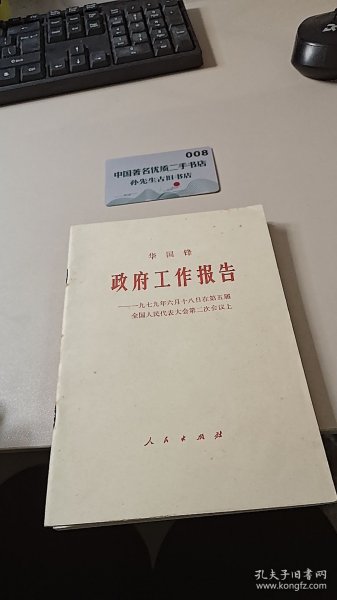 008
中国著名优质二手书店
孙先生古旧书店
华国锋
政府工作报告
——一九七九年六月十八日在第五届
全国人民代表大会第二次会议上
人民出版社
孔夫子旧书网